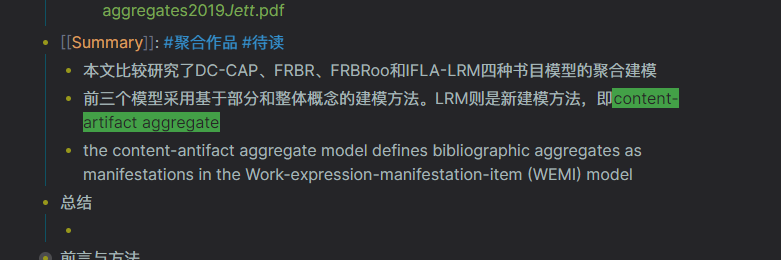 aggregates2019Jett.pdf
[[Summary]]: #聚合作品 #待读
本文比较研究了DC-CAP、FRBR、FRBRoo和IFLA-LRM四种书目模型的聚合建模
前三个模型采用基于部分和整体概念的建模方法。LRM则是新建模方法，即content-
artifact aggregate
the content-antifact aggregate model defines bibliographic aggregates as
manifestations in the Work-expression-manifestation-item (WEMI) model
总结
前言与方法